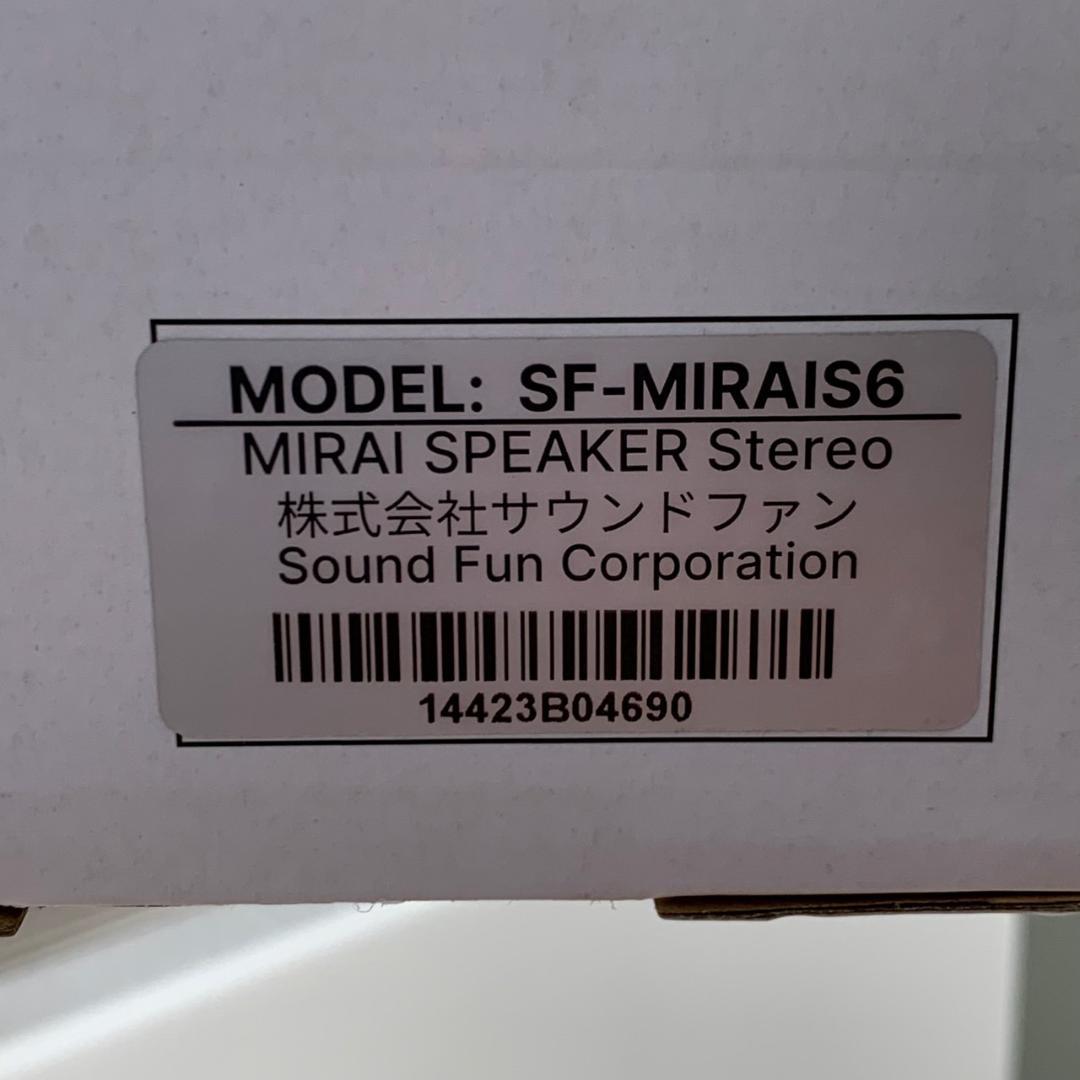 MODEL: SF-MIRAIS6
MIRAI SPEAKER Stereo
株式会社サウンドファン
Sound Fun Corporation
14423B04690